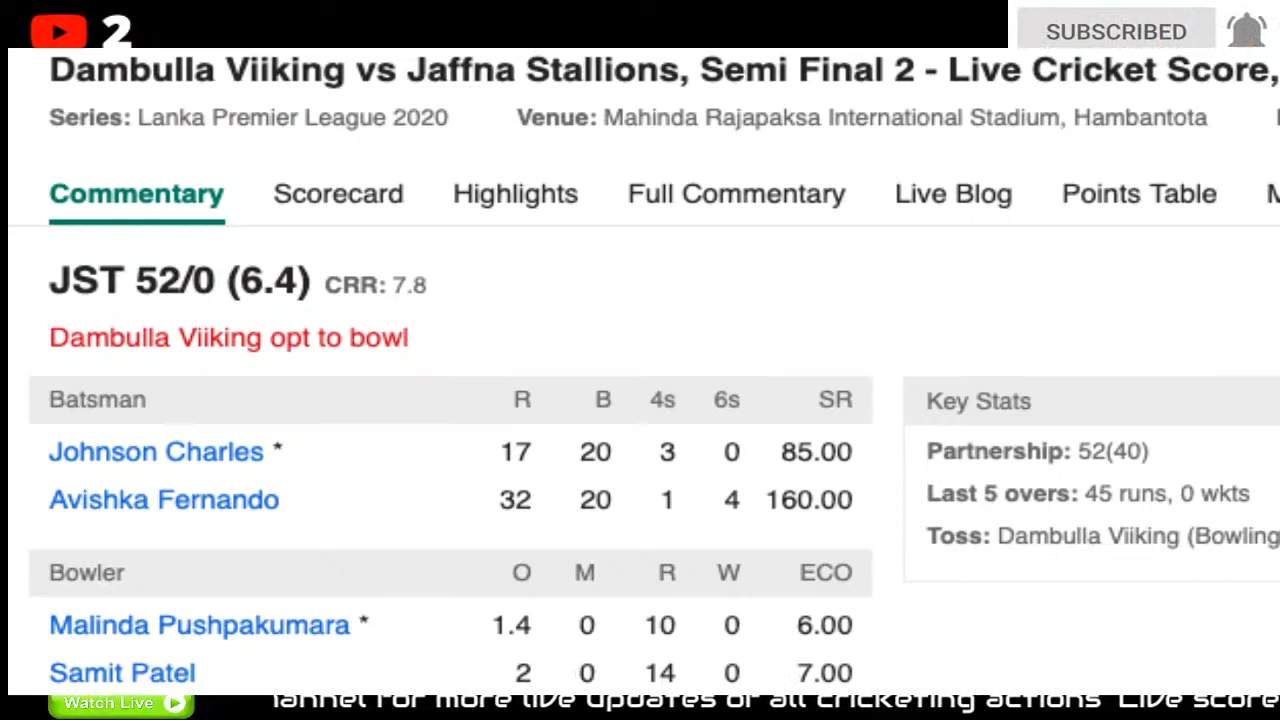 2
SUBSCRIBED
Dambulla Viiking vs Jaffna Stallions, Semi Final 2 - Live Cricket Score,
Series: Lanka Premier League 2020 Venue: Mahinda Rajapaksa International Stadium, Hambantota
Commentary Scorecard Highlights Full Commentary Live Blog Points Table M
JST 52/0 (6.4) CRR: 7.8
Dambulla Viiking opt to bowl
Batsman R B 4s 6s SR
Johnson Charles * 17 20 3 0 85.00
Avishka Fernando 32 20 1 4 160.00
Bowler O M R W ECO
Malinda Pushpakumara * 1.4 0 10 0 6.00
Samit Patel 2 0 14 0 7.00
Key Stats
Partnership: 52(40)
Last 5 overs: 45 runs, 0 wkts
Toss: Dambulla Viiking (Bowling
Watch Live
annel for more live updates of all cricketing actions Live score